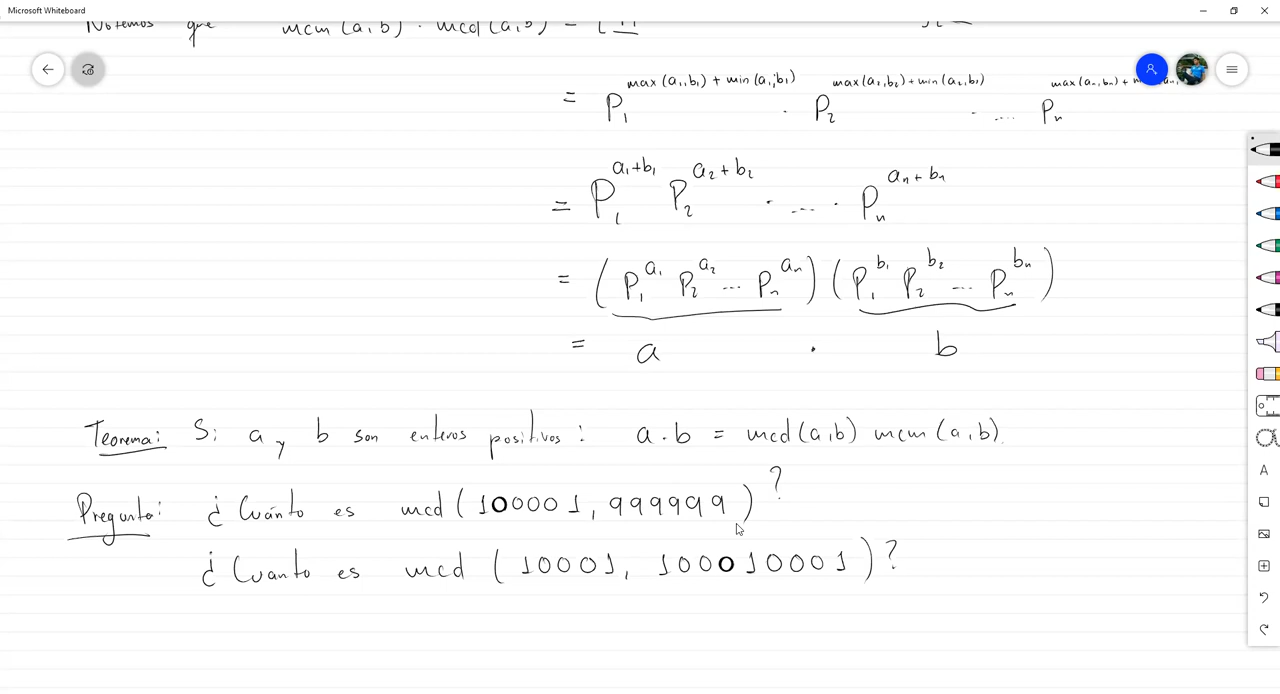 Microsoft Whiteboard
Notemos que mcm (a,b) · mcd (a,b) =
= P₁^(max(a₁,b₁) + min(a₁,b₁)) · P₂^(max(a₂,b₂)+min(a₂,b₂)) · .... Pₙ^(max(aₙ,bₙ)+
= P₁^(a₁+b₁) P₂^(a₂+b₂) · ... · Pₙ^(aₙ+bₙ)
= (P₁^a₁ P₂^a₂ ... Pₙ^aₙ) (P₁^b₁ P₂^b₂ ... Pₙ^bₙ)
= a · b
Teorema: Si a y b son enteros positivos: a · b = mcd(a,b) mcm(a,b).
Pregunta: ¿Cuánto es mcd (100001, 999999)?
¿Cuanto es mcd (10001, 100010001)?
A